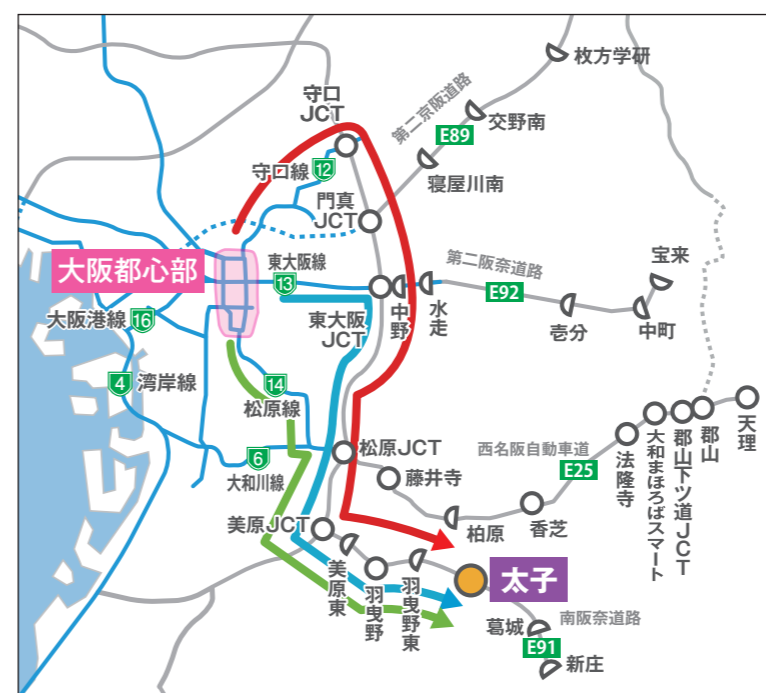 枚方学研
守口
JCT
第二京阪道路
交野南
E89
守口線
12
寝屋川南
門真
JCT
大阪都心部
東大阪線
13
第二阪奈道路
宝来
E92
大阪港線
16
東大阪
JCT
中野
水走
壱分
中町
4
湾岸線
14
松原線
松原JCT
西名阪自動車道
E25
6
大和川線
藤井寺
柏原
香芝
法隆寺
大和まほろばスマート
郡山下ツ道JCT
郡山
天理
美原JCT
美原東
羽曳野
羽曳野東
太子
葛城
南阪奈道路
E91
新庄